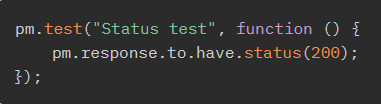 pm.test("Status test", function () {
    pm.response.to.have.status(200);
});